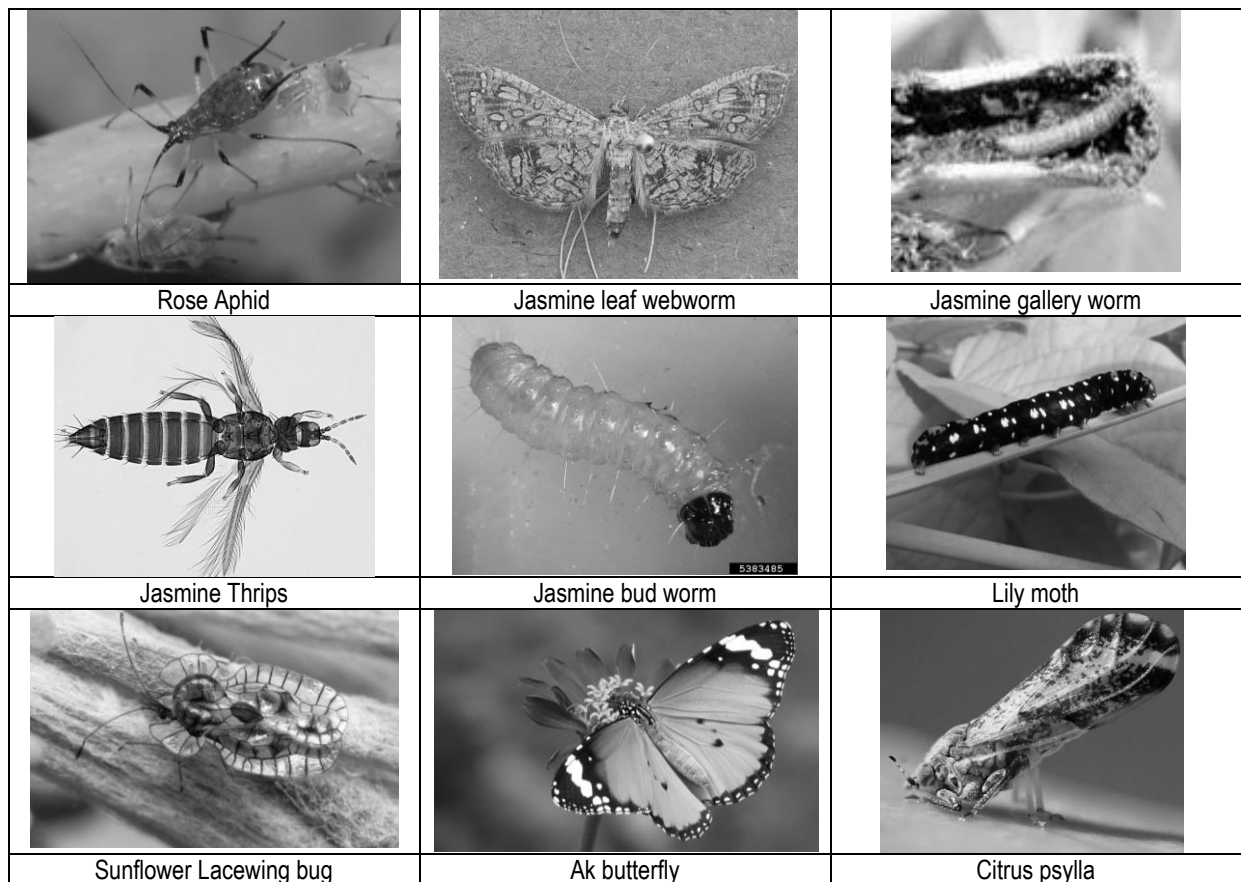 Rose Aphid
Jasmine leaf webworm
Jasmine gallery worm
5383485
Jasmine Thrips
Jasmine bud worm
Lily moth
Sunflower Lacewing bug
Ak butterfly
Citrus psylla